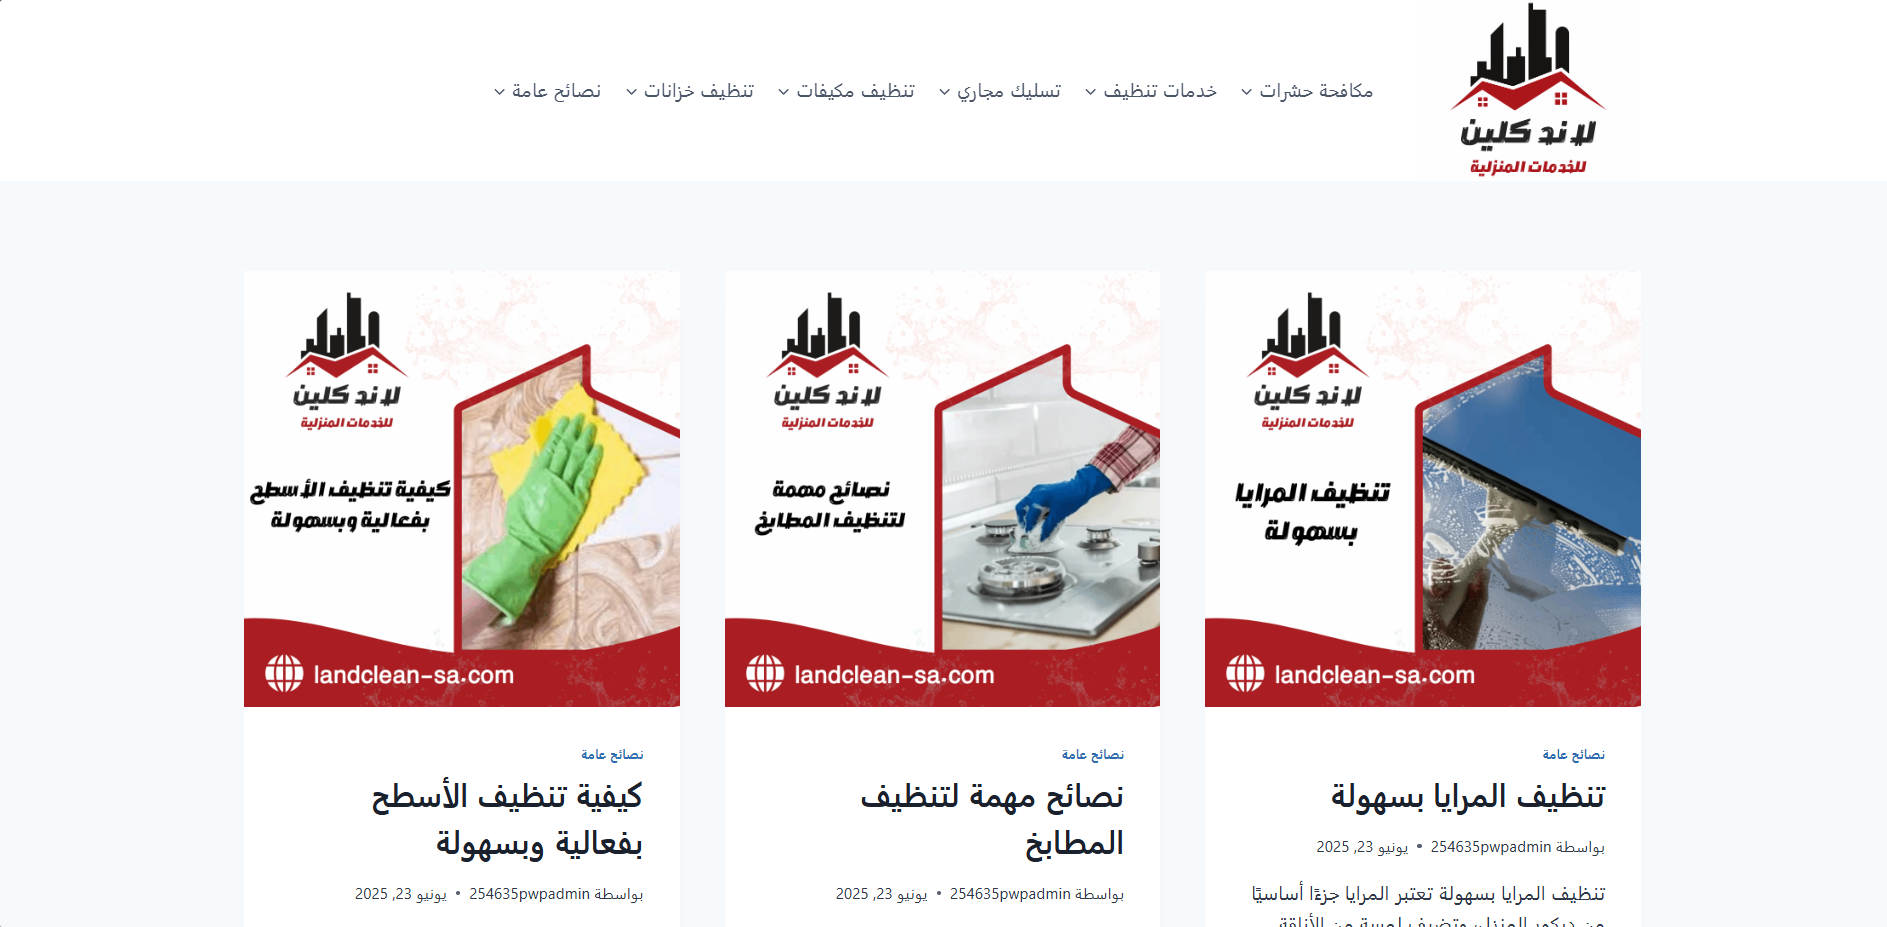 لاند كلين
للخدمات المنزلية
مكافحة حشرات
خدمات تنظيف
تسليك مجاري
تنظيف مكيفات
تنظيف خزانات
نصائح عامة
لاند كلين
للخدمات المنزلية
تنظيف المرايا
بسهولة
landclean-sa.com
نصائح عامة
تنظيف المرايا بسهولة
بواسطة 254635pwpadmin • يونيو 23, 2025
تنظيف المرايا بسهولة تعتبر المرايا جزءًا أساسيًا
من ديكور المنزل، وتضيف لمسة من الأناقة
لاند كلين
للخدمات المنزلية
نصائح مهمة
لتنظيف المطابخ
landclean-sa.com
نصائح عامة
نصائح مهمة لتنظيف
المطابخ
بواسطة 254635pwpadmin • يونيو 23, 2025
لاند كلين
للخدمات المنزلية
كيفية تنظيف الأسطح
بفعالية وبسهولة
landclean-sa.com
نصائح عامة
كيفية تنظيف الأسطح
بفعالية وبسهولة
بواسطة 254635pwpadmin • يونيو 23, 2025